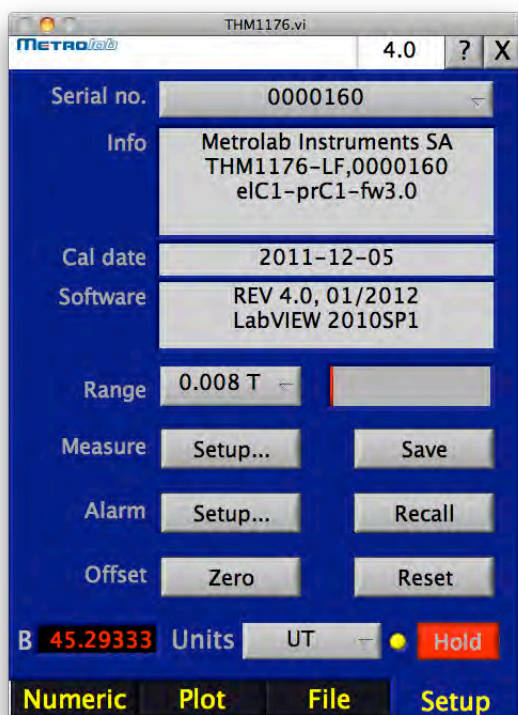 THM1176.vi
METROlab 4.0 ? X
Serial no. 0000160
Info Metrolab Instruments SA
THM1176-LF,0000160
elC1-prC1-fw3.0
Cal date 2011-12-05
Software REV 4.0, 01/2012
LabVIEW 2010SP1
Range 0.008 T
Measure Setup... Save
Alarm Setup... Recall
Offset Zero Reset
B 45.29333 Units UT Hold
Numeric Plot File Setup